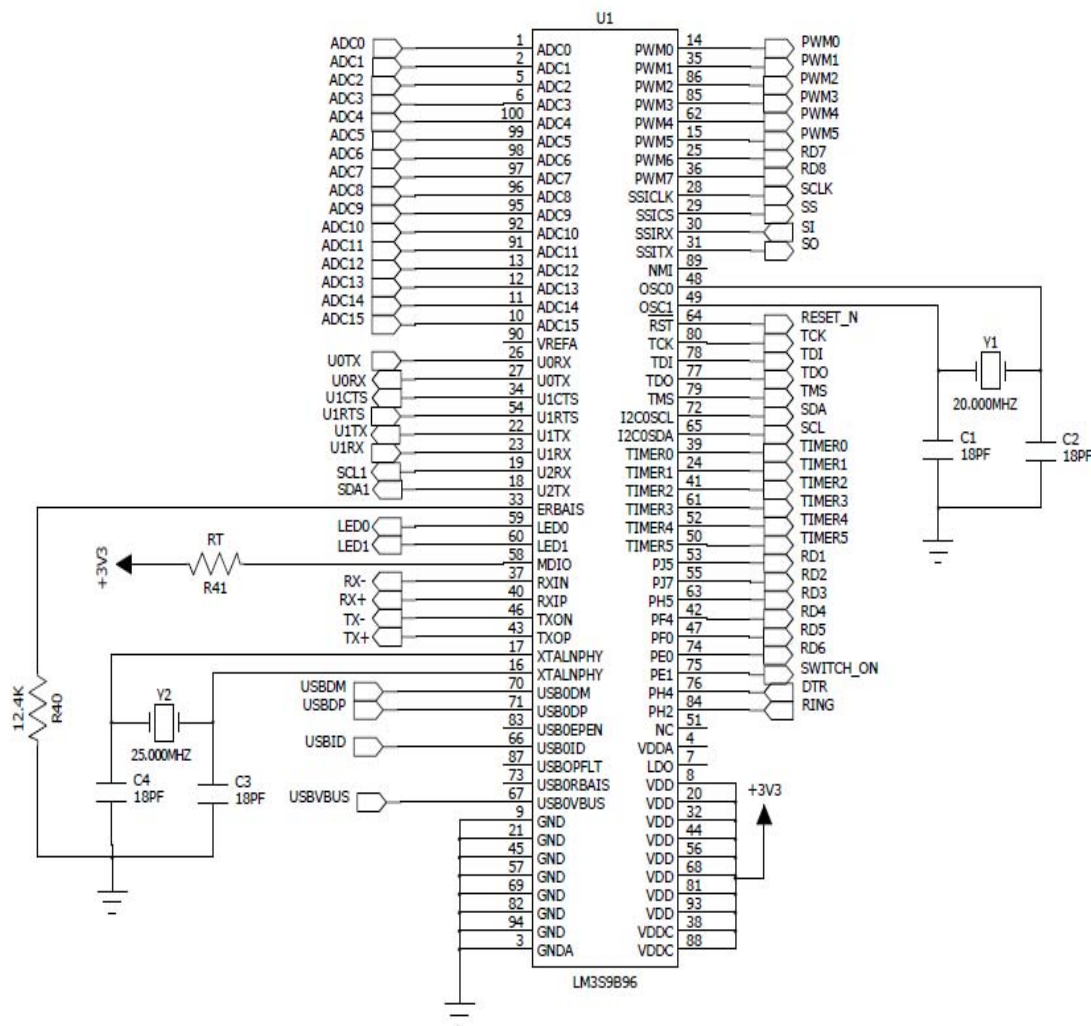 U1
ADC0 1 ADC0 PWM0 14 PWM0
ADC1 2 ADC1 PWM1 35 PWM1
ADC2 5 ADC2 PWM2 86 PWM2
ADC3 6 ADC3 PWM3 85 PWM3
ADC4 100 ADC4 PWM4 62 PWM4
ADC5 99 ADC5 PWM5 15 PWM5
ADC6 98 ADC6 PWM6 25 RD7
ADC7 97 ADC7 PWM7 36 RD8
ADC8 96 ADC8 SSICLK 28 SCLK
ADC9 95 ADC9 SSICS 29 SS
ADC10 92 ADC10 SSIRX 30 SI
ADC11 91 ADC11 SSITX 31 SO
ADC12 13 ADC12 NMI 89
ADC13 12 ADC13 OSC0 48
ADC14 11 ADC14 OSC1 49
ADC15 10 ADC15 RST 64 RESET_N
90 VREFA TCK 80 TCK
U0TX 26 U0RX TDI 78 TDI
U0RX 27 U0TX TDO 77 TDO
U1CTS 34 U1CTS TMS 79 TMS
U1RTS 54 U1RTS I2C0SCL 72 SDA
U1TX 22 U1TX I2C0SDA 65 SCL
U1RX 23 U1RX TIMER0 39 TIMER0
SCL1 19 U2RX TIMER1 24 TIMER1
SDA1 18 U2TX TIMER2 41 TIMER2
33 ERBAIS TIMER3 61 TIMER3
LED0 59 LED0 TIMER4 52 TIMER4
LED1 60 LED1 TIMER5 50 TIMER5
58 MDIO PJ5 53 RD1
RX- 37 RXIN PJ7 55 RD2
RX+ 40 RXIP PH5 63 RD3
TX- 46 TXON PF4 42 RD4
TX+ 43 TXOP PF0 47 RD5
17 XTALNPHY PE0 74 RD6
16 XTALNPHY PE1 75 SWITCH_ON
USBDM 70 USB0DM PH4 76 DTR
USBDP 71 USB0DP PH2 84 RING
83 USB0EPEN NC 51
USBID 66 USB0ID VDDA 4
87 USB0PFLT LDO 7
73 USB0RBAIS VDD 8
USBVBUS 67 USB0VBUS VDD 20
9 GND VDD 32
21 GND VDD 44
45 GND VDD 56
57 GND VDD 68
69 GND VDD 81
82 GND VDD 93
94 GND VDDC 38
3 GNDA VDDC 88
LM3S9B96
Y1
20.000MHZ
C1
18PF
C2
18PF
+3V3
RT
R41
12.4K
R40
Y2
25.000MHZ
C4
18PF
C3
18PF
+3V3